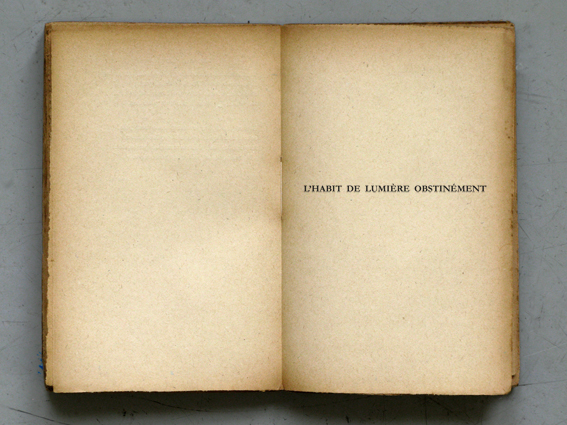 L'HABIT DE LUMIÈRE OBSTINÉMENT